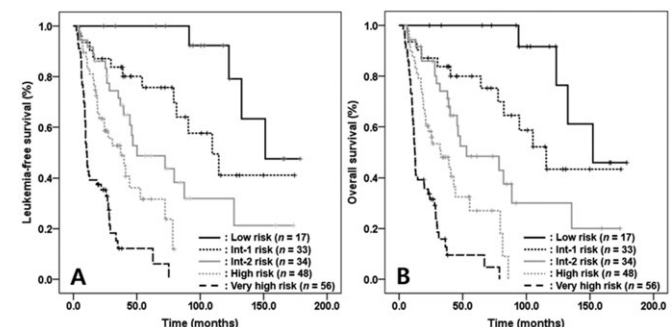 Leukemia-free survival (%)
1.0
0.8
0.6
0.4
0.2
0.0
A
: Low risk (n = 17)
: Int-1 risk (n = 33)
: Int-2 risk (n = 34)
: High risk (n = 48)
: Very high risk (n = 56)
0.0 50.0 100.0 150.0 200.0
Time (months)
Overall survival (%)
1.0
0.8
0.6
0.4
0.2
0.0
B
: Low risk (n = 17)
: Int-1 risk (n = 33)
: Int-2 risk (n = 34)
: High risk (n = 48)
: Very high risk (n = 56)
0.0 50.0 100.0 150.0 200.0
Time (months)